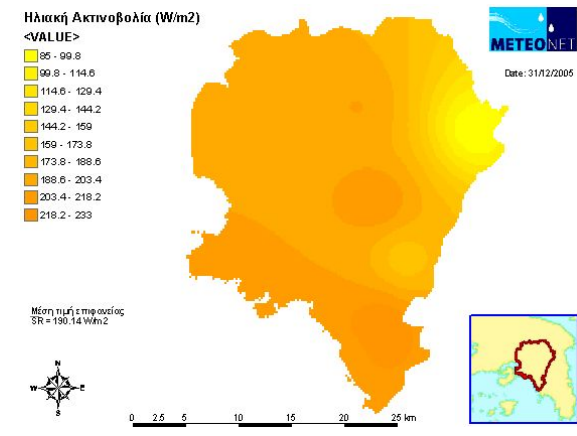 Ηλιακή Ακτινοβολία (W/m2)
<VALUE>
85 - 99.8
99.8 - 114.6
114.6 - 129.4
129.4 - 144.2
144.2 - 159
159 - 173.8
173.8 - 188.6
188.6 - 203.4
203.4 - 218.2
218.2 - 233
METEONET
Date: 31/12/2005
Μέση τιμή επιφανείας
SR = 190.14 W/m2
N
W E
S
0 2.5 5 10 15 20 25 km